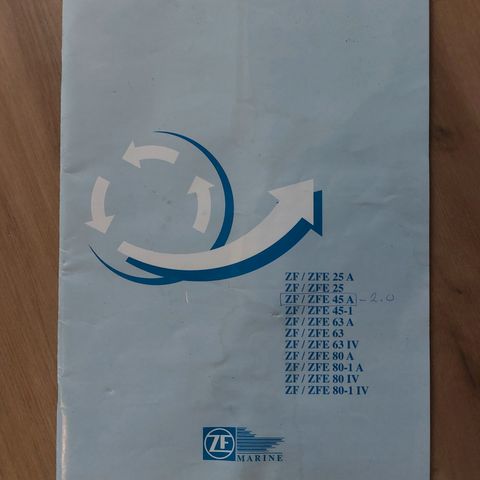 ZF / ZFE 25 A
ZF / ZFE 25
ZF / ZFE 45 A - 2.0
ZF / ZFE 45-1
ZF / ZFE 63 A
ZF / ZFE 63
ZF / ZFE 63 IV
ZF / ZFE 80 A
ZF / ZFE 80-1 A
ZF / ZFE 80 IV
ZF / ZFE 80-1 IV
ZF
MARINE